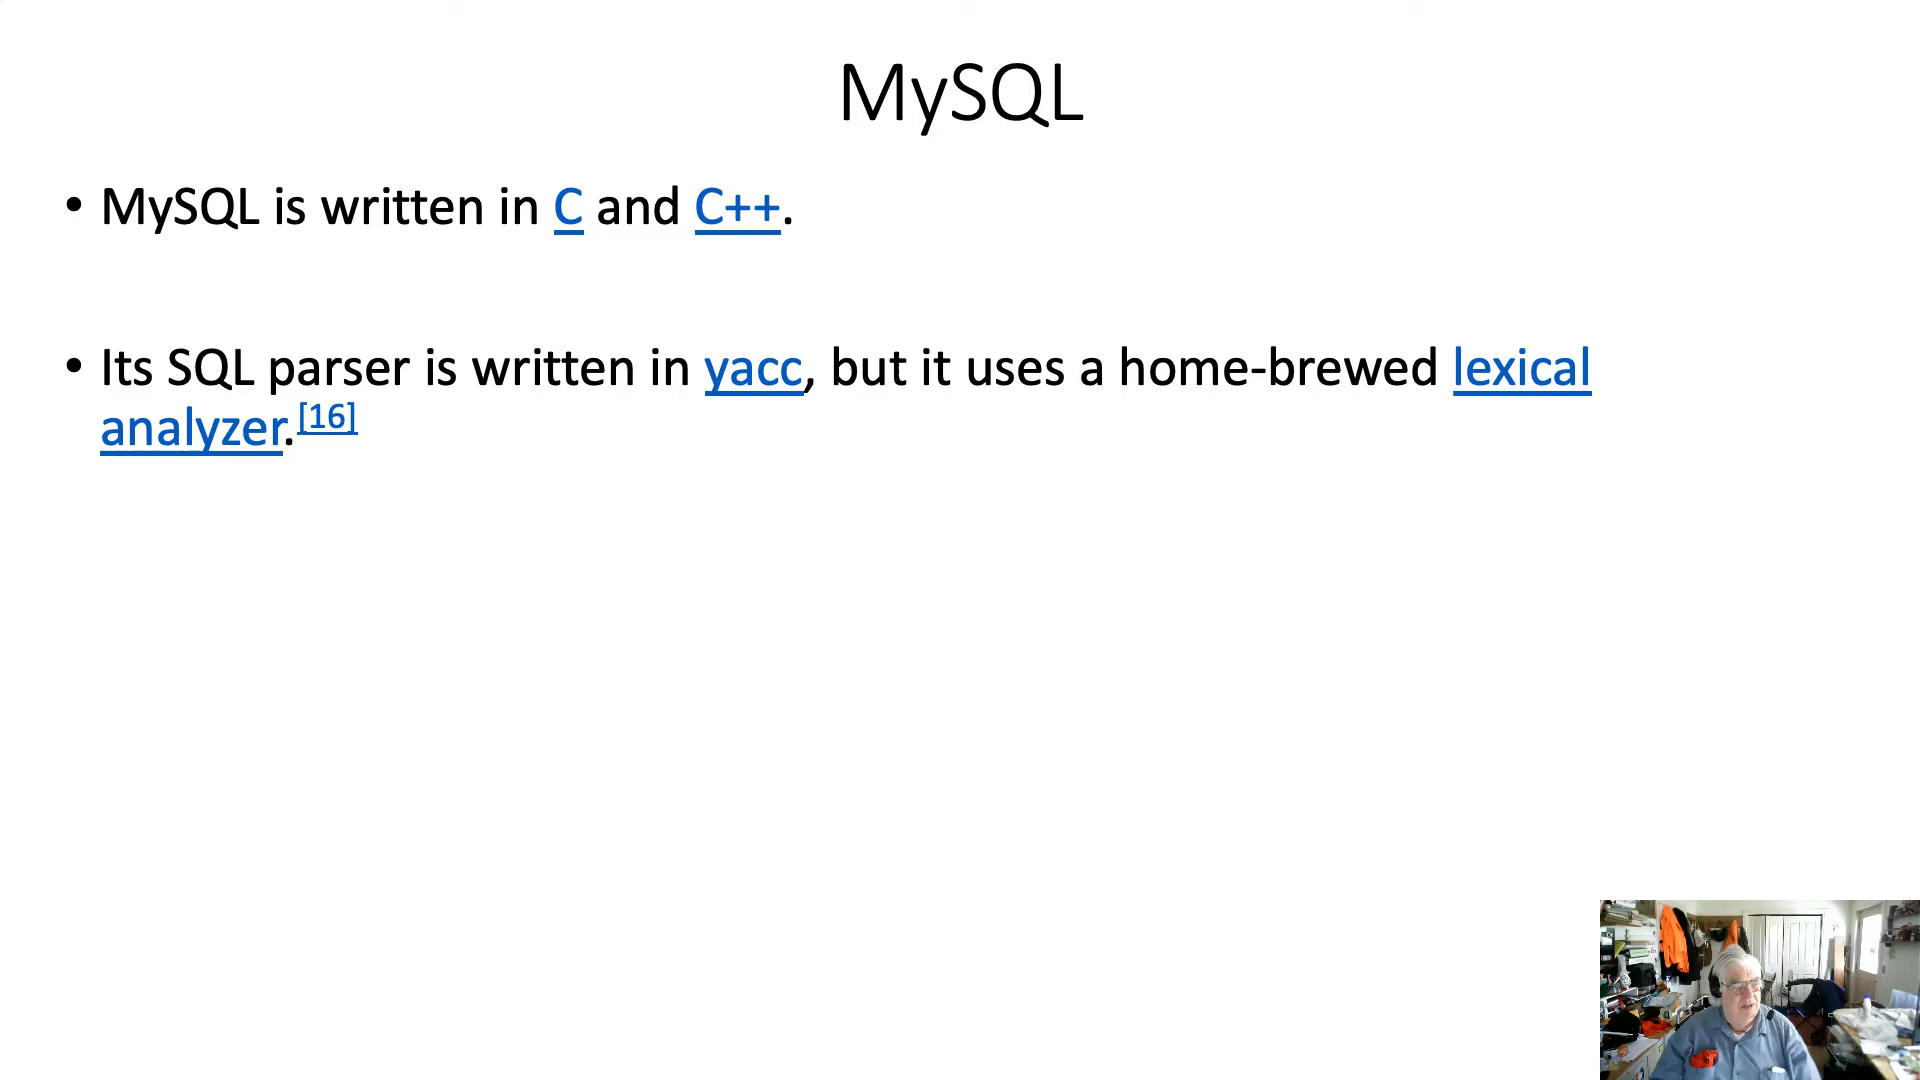 MySQL
• MySQL is written in C and C++.
• Its SQL parser is written in yacc, but it uses a home-brewed lexical
analyzer.[16]